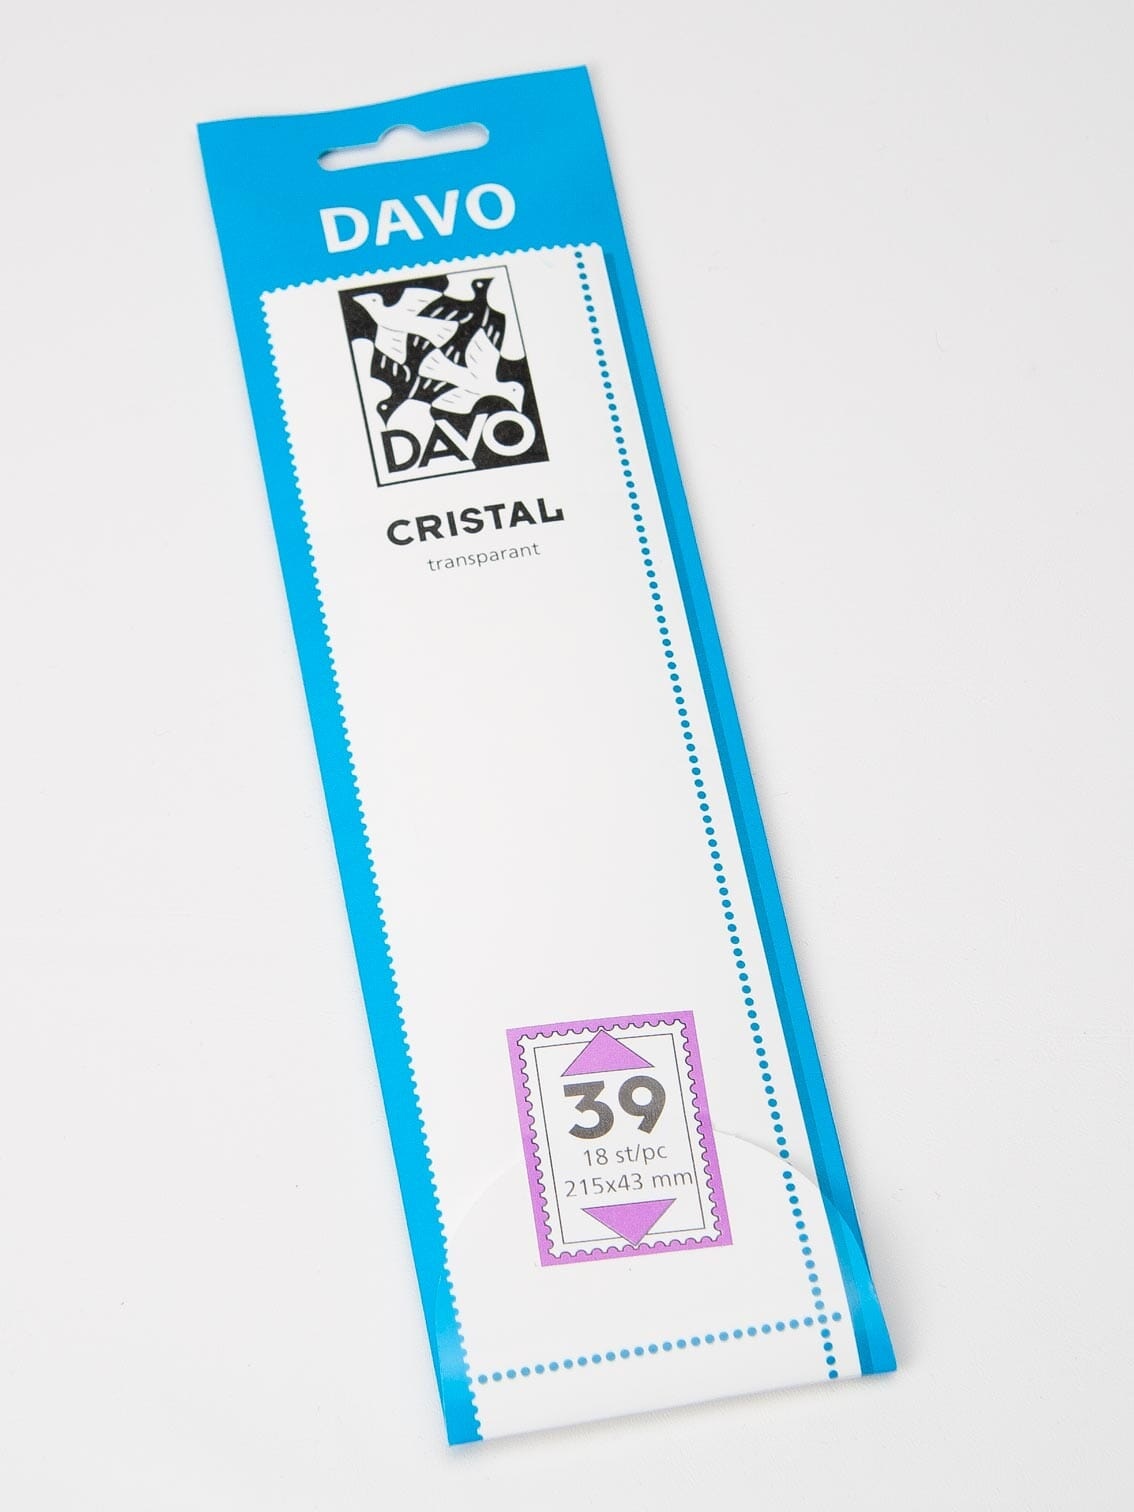 DAVO
DAVO
CRISTAL
transparant
39
18 st/pc
215x43 mm